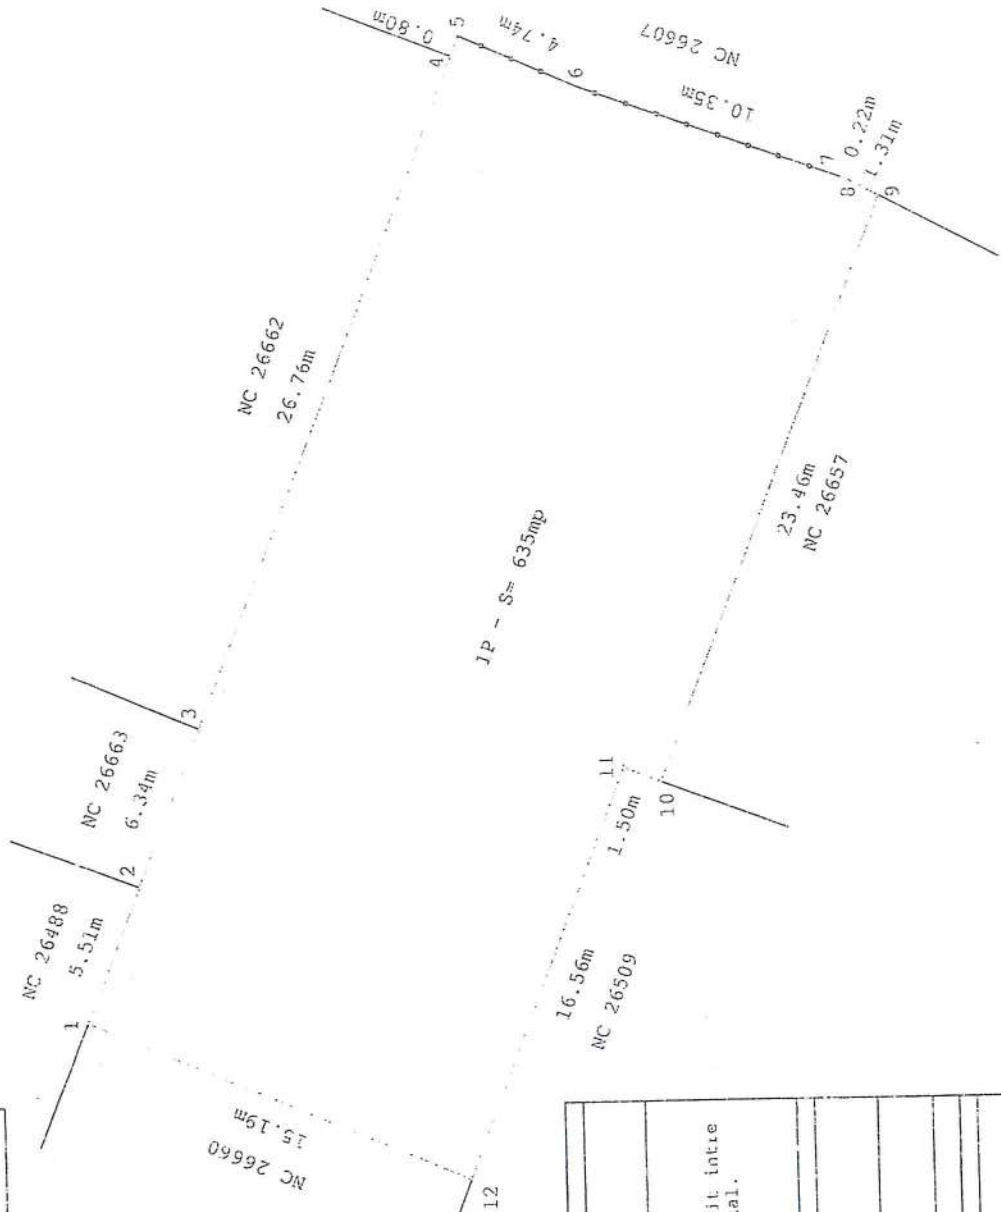 0.80m
5
4
4.74m
NC 26607
6
10.35m
7
0.22m
8
1.31m
9
NC 26662
26.76m
3
NC 26663
6.34m
2
NC 26488
5.51m
1
1P - S= 635mp
23.46m
NC 26657
11
10
1.50m
16.56m
NC 26509
15.19m
NC 26660
12
it intre
al.